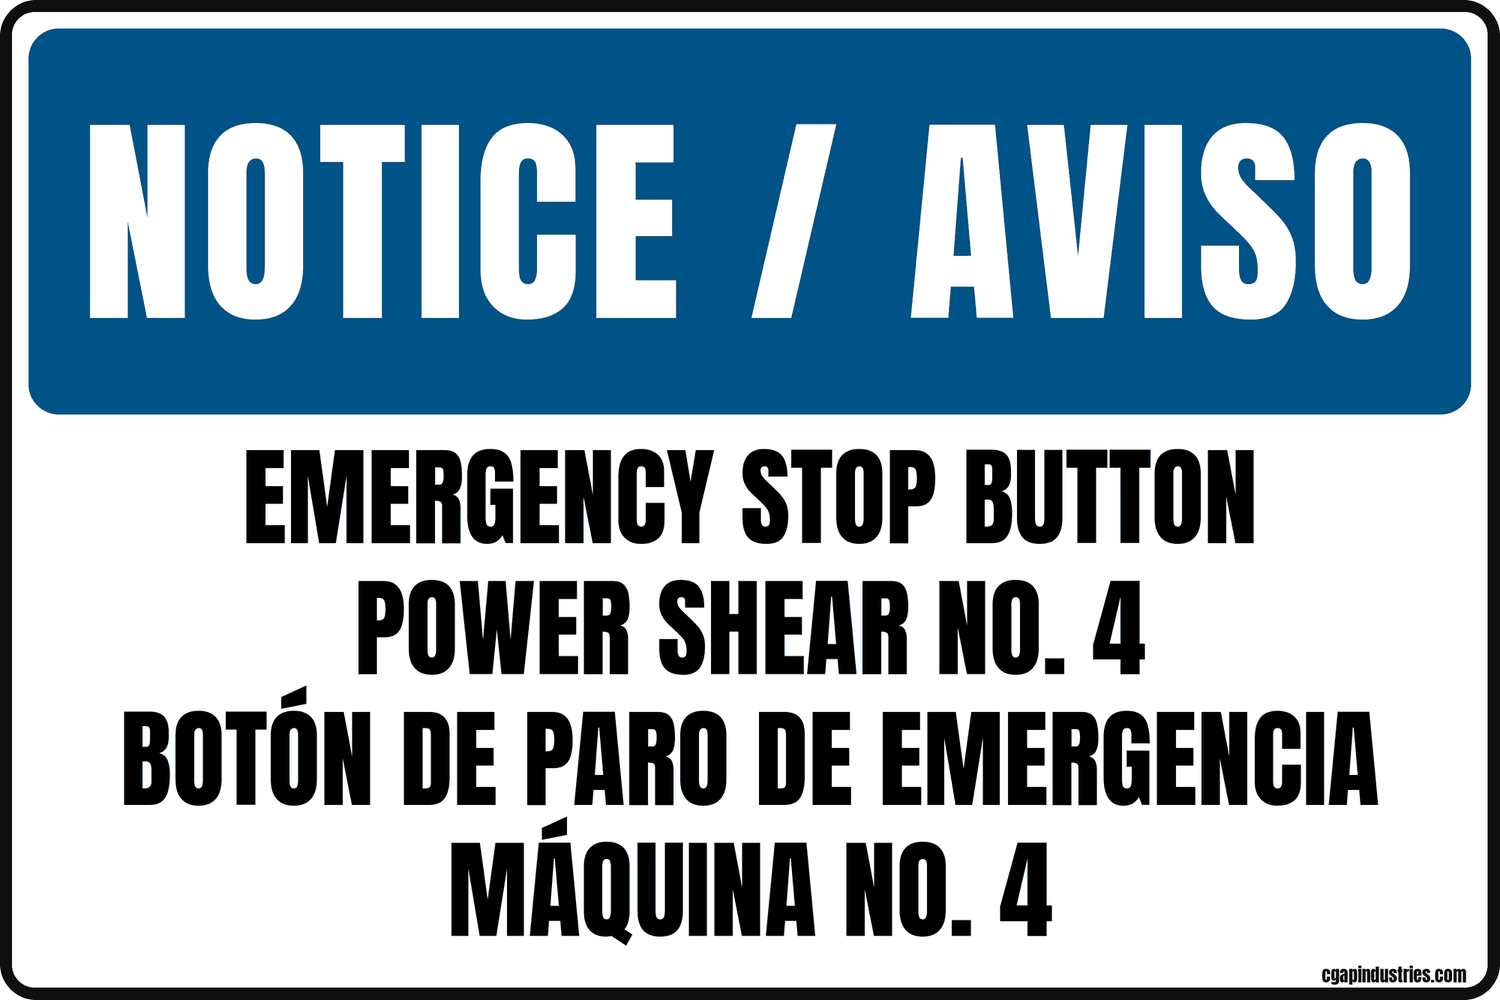 NOTICE / AVISO
EMERGENCY STOP BUTTON
POWER SHEAR NO. 4
BOTÓN DE PARO DE EMERGENCIA
MÁQUINA NO. 4
cgapindustries.com